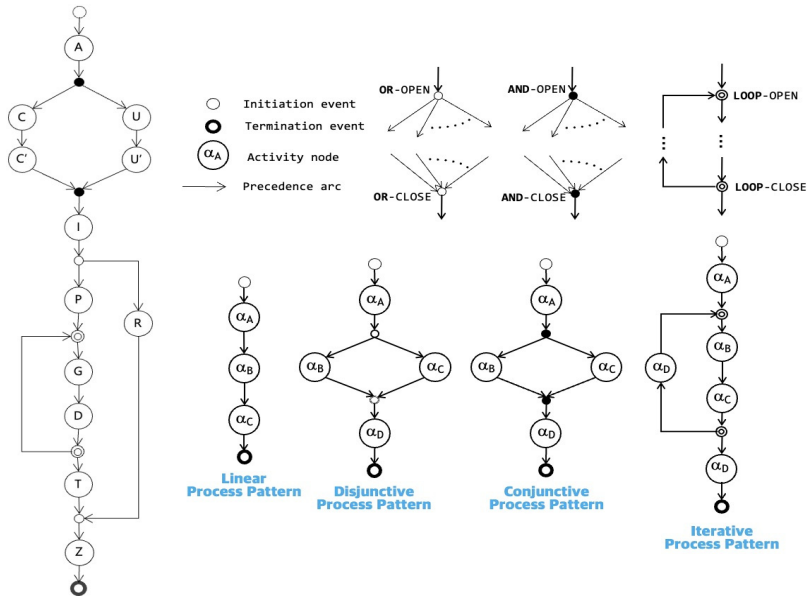 A
C
U
C'
U'
I
P
R
G
D
T
Z
Initiation event
Termination event
αA
Activity node
Precedence arc
OR-OPEN
AND-OPEN
LOOP-OPEN
OR-CLOSE
AND-CLOSE
LOOP-CLOSE
αA
αB
αC
Linear
Process Pattern
αA
αB
αC
αD
Disjunctive
Process Pattern
αA
αB
αC
αD
Conjunctive
Process Pattern
αA
αB
αD
αC
αD
Iterative
Process Pattern